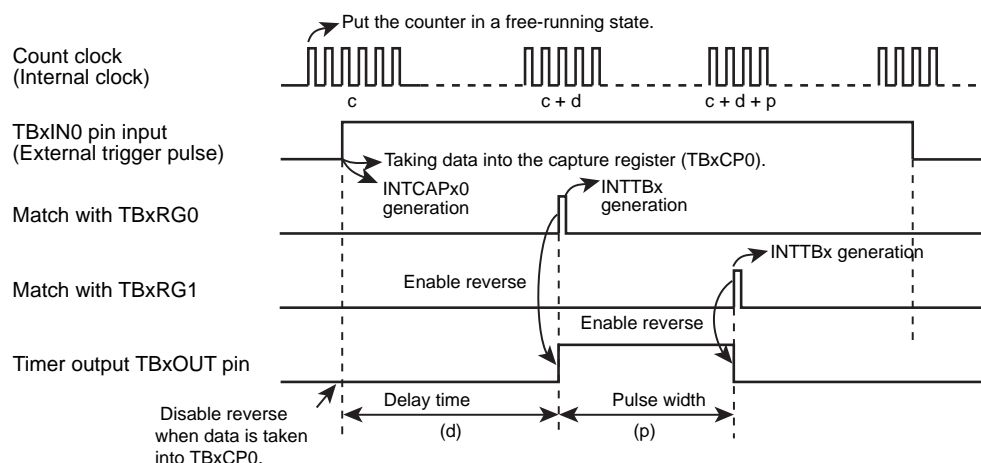 Put the counter in a free-running state.
Count clock
(Internal clock)
c
c + d
c + d + p
TBxIN0 pin input
(External trigger pulse)
Taking data into the capture register (TBxCP0).
INTCAPx0
generation
INTTBx
generation
Match with TBxRG0
INTTBx generation
Enable reverse
Match with TBxRG1
Enable reverse
Timer output TBxOUT pin
Disable reverse
when data is taken
into TBxCP0.
Delay time
(d)
Pulse width
(p)